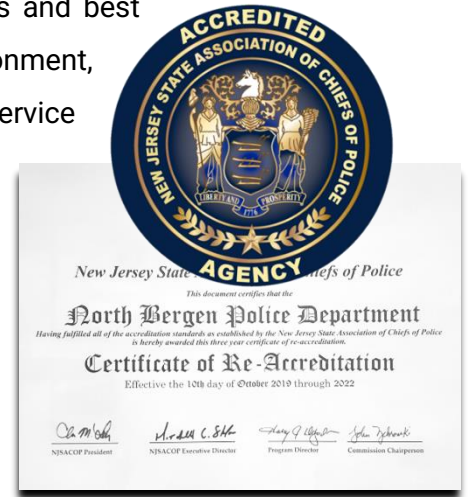 s and best
onment,
ervice
ACCREDITED
NEW JERSEY STATE ASSOCIATION OF CHIEFS OF POLICE
LIBERTY AND PROSPERITY
1776
AGENCY
New Jersey State
hiefs of Police
This document certifies that the
North Bergen Police Department
Having fulfilled all of the accreditation standards as established by the New Jersey State Association of Chiefs of Police
is hereby awarded this three year certificate of re-accreditation.
Certificate of Re-Accreditation
Effective the 10th day of October 2019 through 2022
NJSACOP President
NJSACOP Executive Director
Program Director
Commission Chairperson